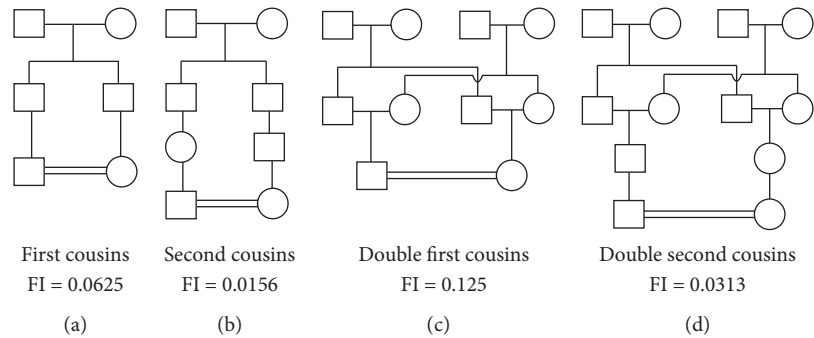 First cousins
FI = 0.0625
(a)
Second cousins
FI = 0.0156
(b)
Double first cousins
FI = 0.125
(c)
Double second cousins
FI = 0.0313
(d)